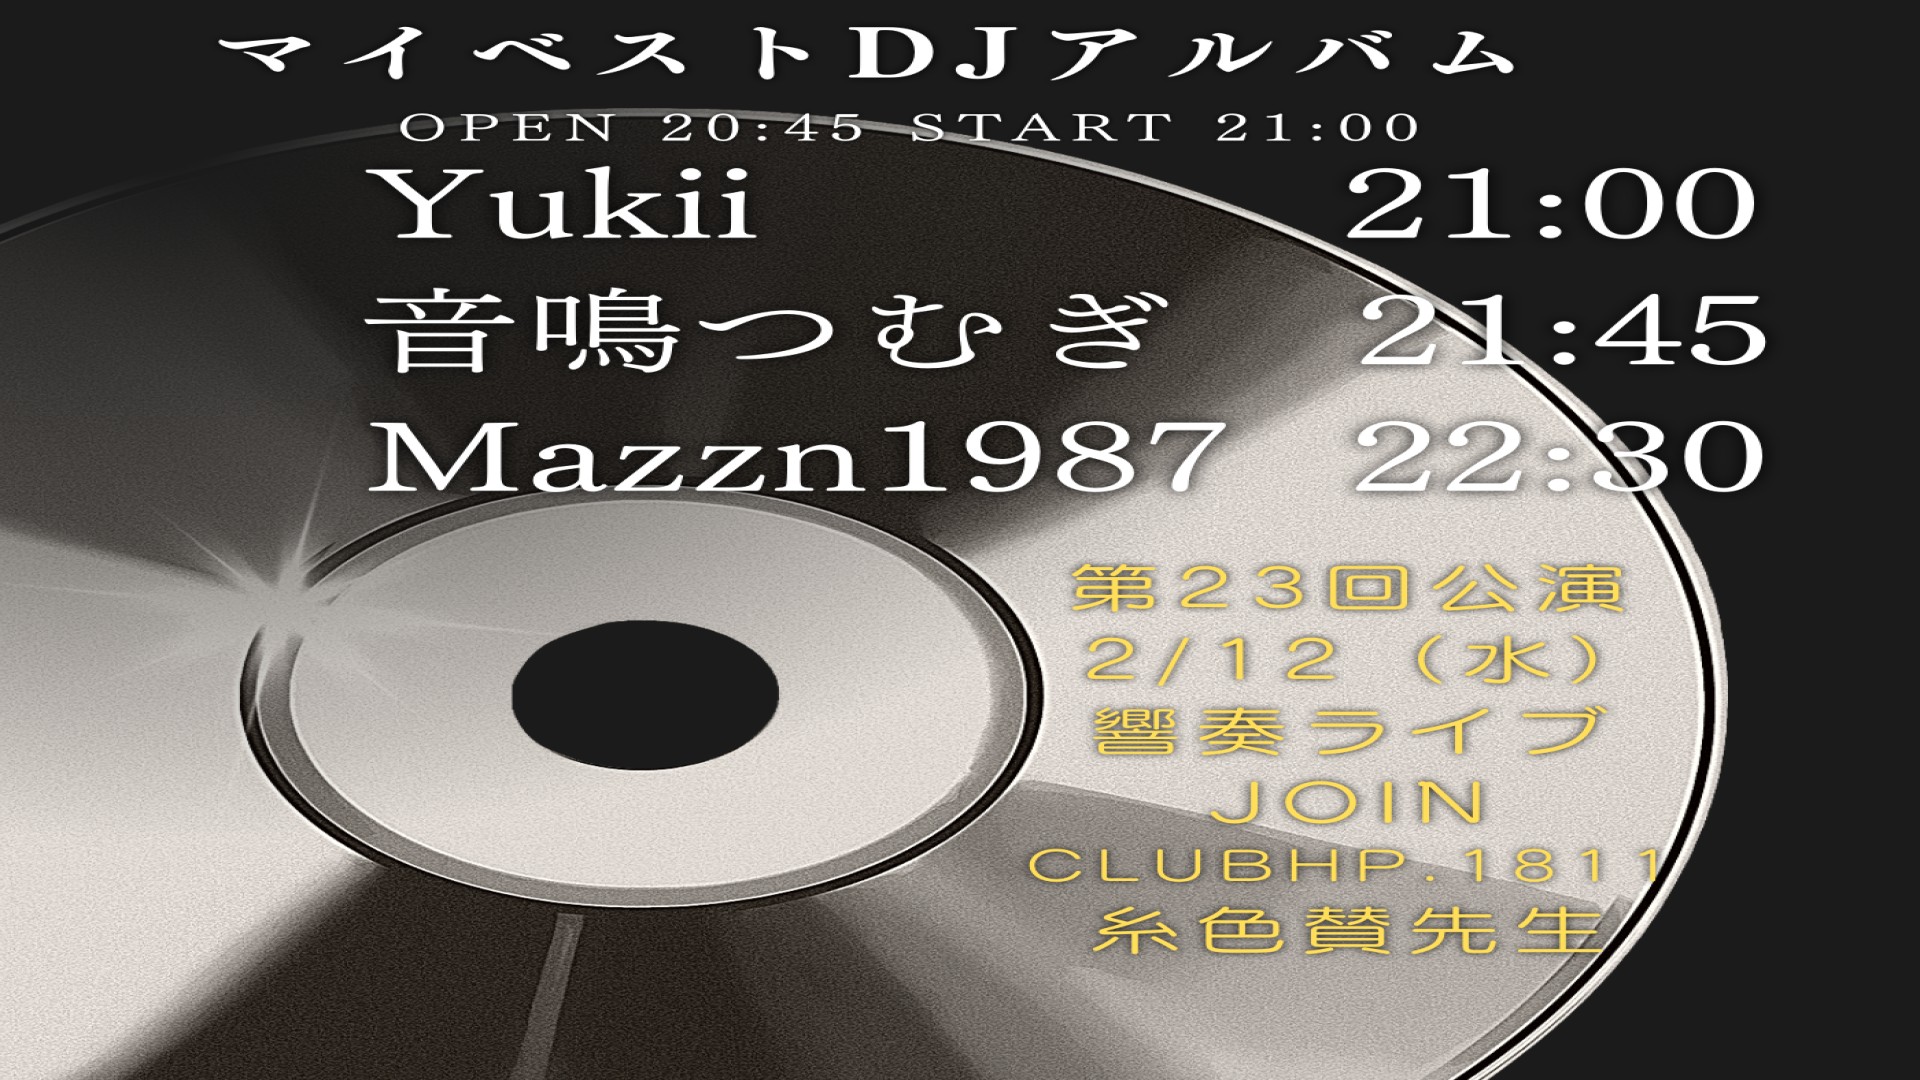 マイベストDJアルバム
OPEN 20:45 START 21:00
Yukii 21:00
音鳴つむぎ 21:45
Mazzn1987 22:30
第23回公演
2/12（水）
響奏ライブ
JOIN
CLUBHP.1811
糸色賛先生